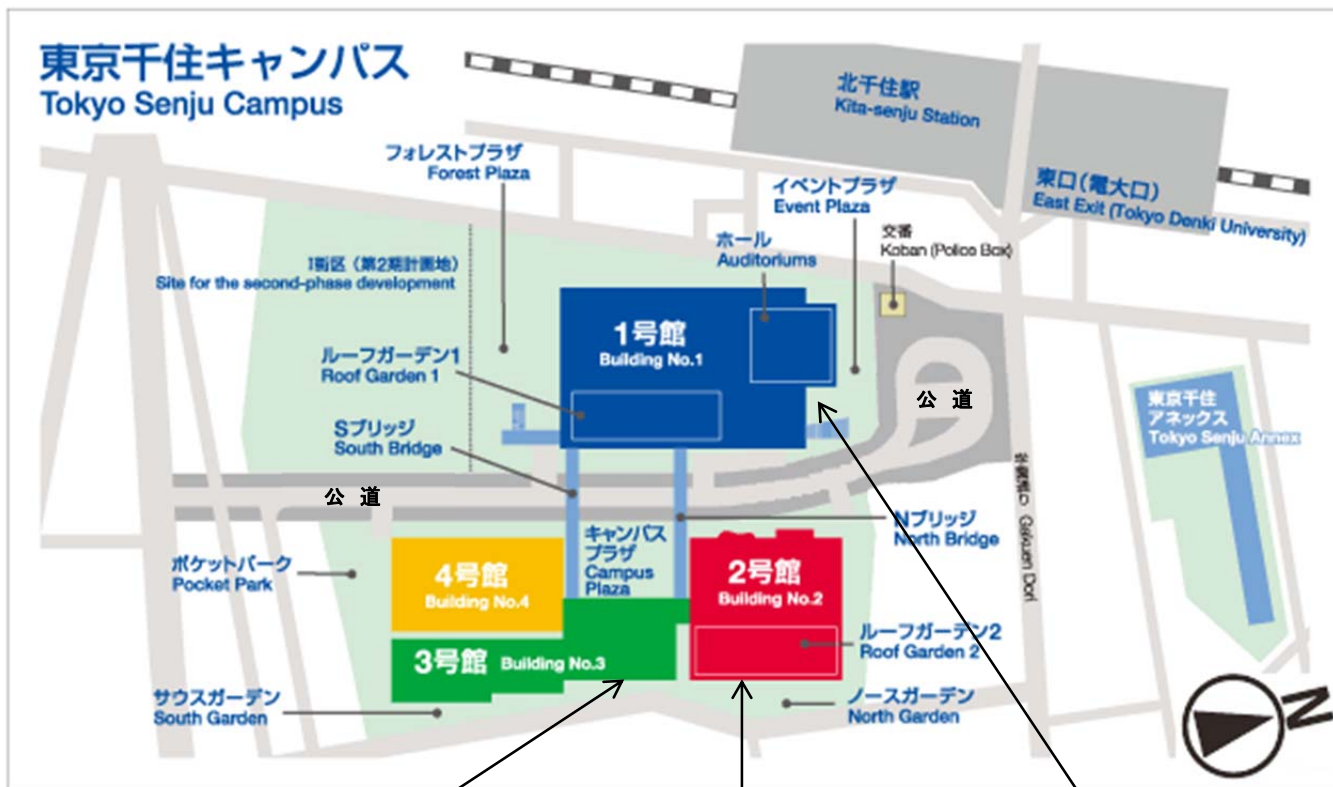 東京千住キャンパス
Tokyo Senju Campus
北千住駅
Kita-senju Station
フォレストプラザ
Forest Plaza
イベントプラザ
Event Plaza
東口(電大口)
East Exit (Tokyo Denki University)
交番
Koban (Police Box)
ホール
Auditoriums
I街区(第2期計画地)
Site for the second-phase development
1号館
Building No.1
ルーフガーデン1
Roof Garden 1
公 道
東京千住
アネックス
Tokyo Senju Annex
Sブリッジ
South Bridge
公 道
Gakuen Dori
Nブリッジ
North Bridge
キャンパス
プラザ
Campus
Plaza
ポケットパーク
Pocket Park
4号館
Building No.4
2号館
Building No.2
ルーフガーデン2
Roof Garden 2
3号館 Building No.3
サウスガーデン
South Garden
ノースガーデン
North Garden
N